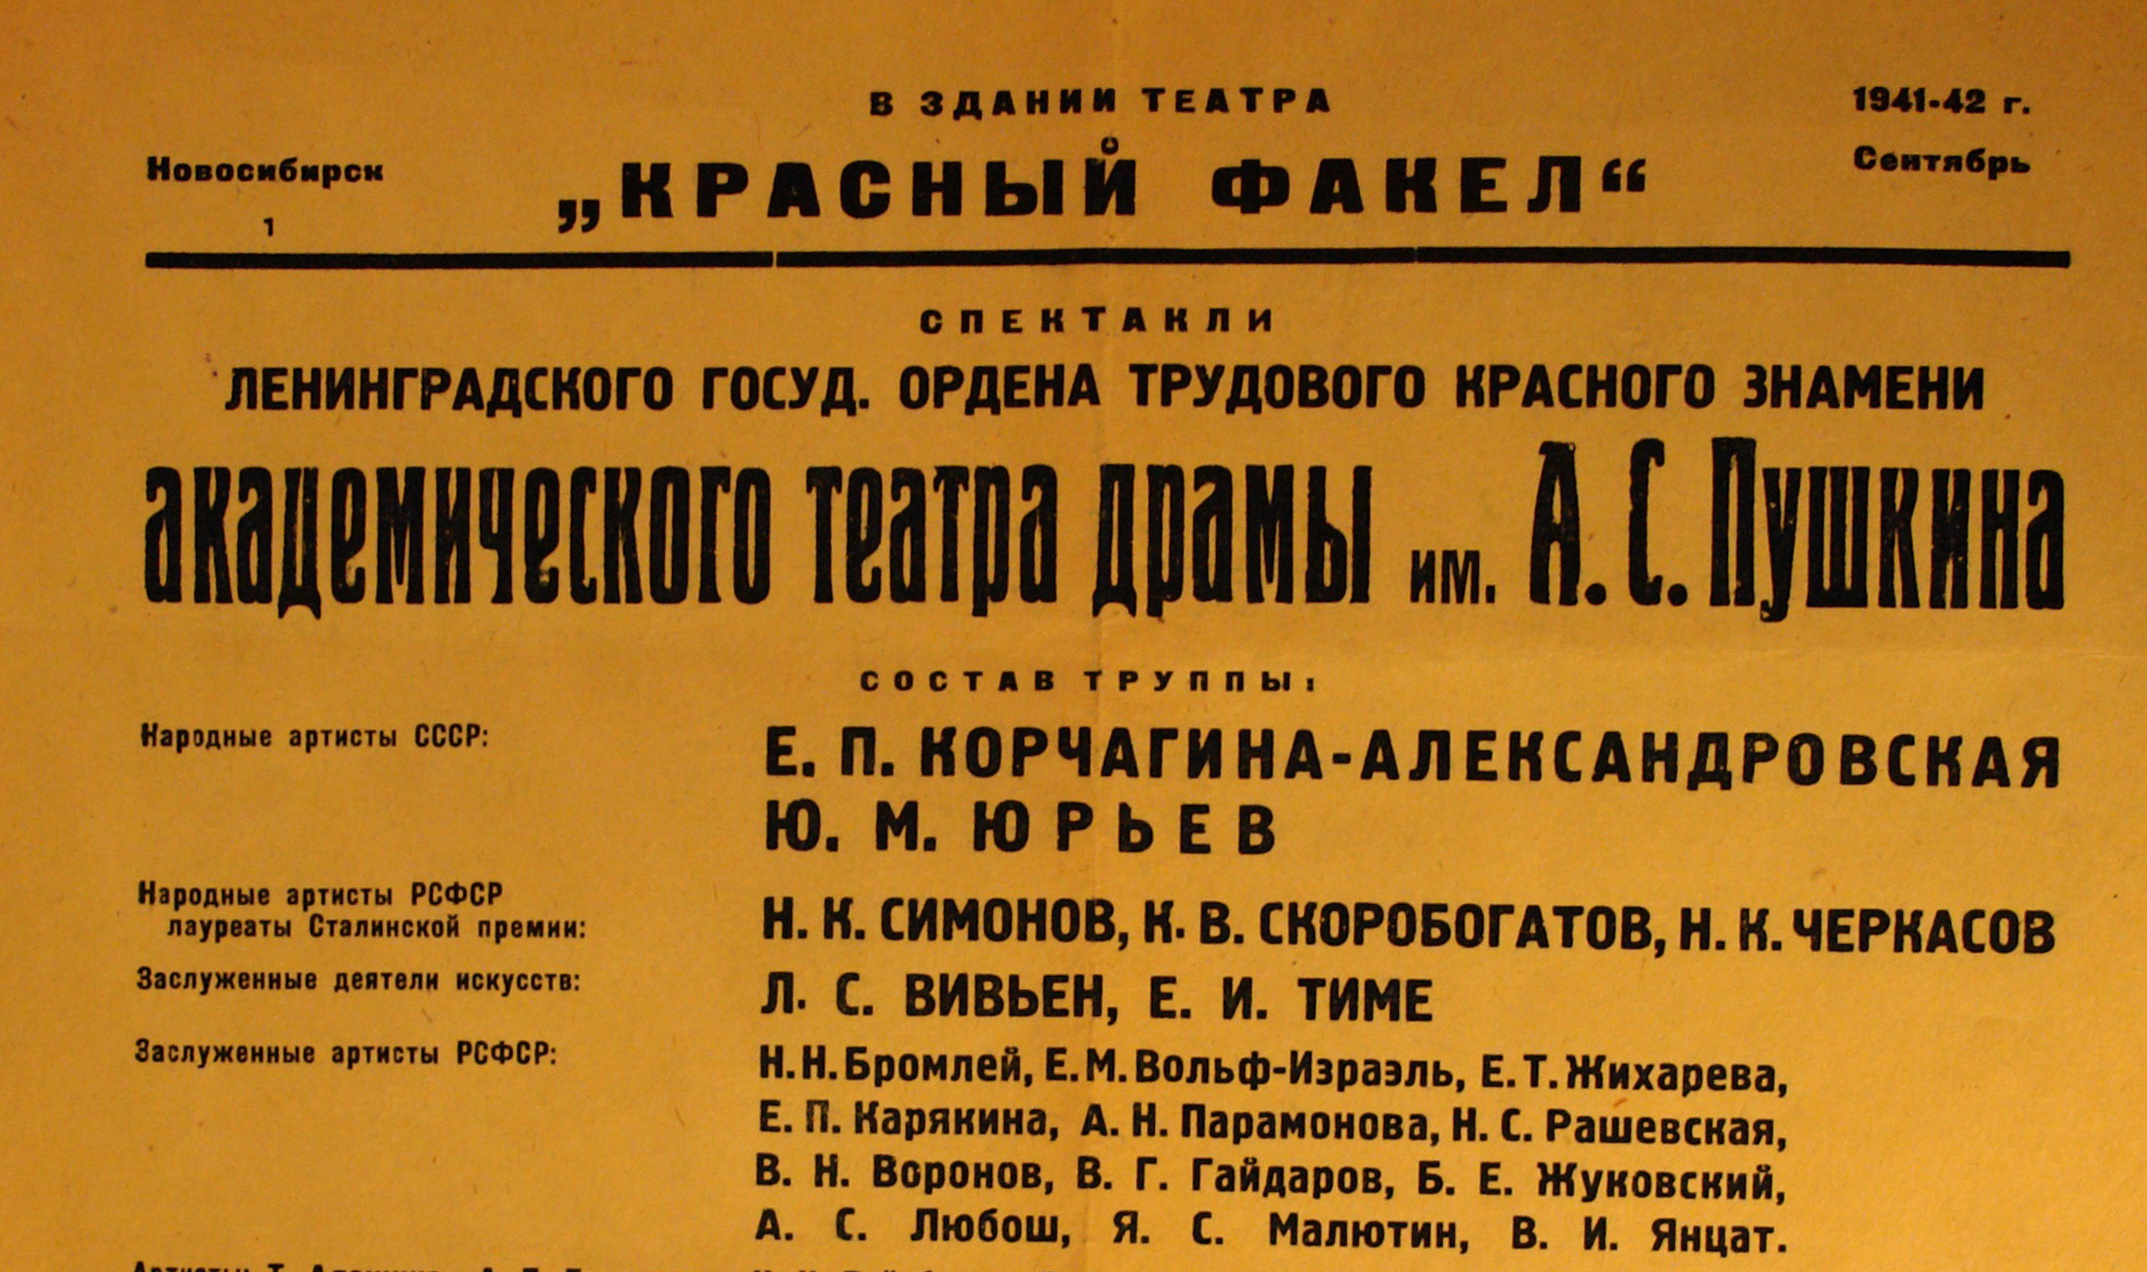 В ЗДАНИИ ТЕАТРА
1941-42 г.
Новосибирск
„КРАСНЫЙ ФАКЕЛ“
Сентябрь
1
СПЕКТАКЛИ
ЛЕНИНГРАДСКОГО ГОСУД. ОРДЕНА ТРУДОВОГО КРАСНОГО ЗНАМЕНИ
академического театра драмы им. А. С. Пушкина
СОСТАВ ТРУППЫ:
Народные артисты СССР:
Е. П. КОРЧАГИНА-АЛЕКСАНДРОВСКАЯ
Ю. М. ЮРЬЕВ
Народные артисты РСФСР
лауреаты Сталинской премии:
Н. К. СИМОНОВ, К. В. СКОРОБОГАТОВ, Н. К. ЧЕРКАСОВ
Заслуженные деятели искусств:
Л. С. ВИВЬЕН, Е. И. ТИМЕ
Заслуженные артисты РСФСР:
Н. Н. Бромлей, Е. М. Вольф-Израэль, Е. Т. Жихарева,
Е. П. Карякина, А. Н. Парамонова, Н. С. Рашевская,
В. Н. Воронов, В. Г. Гайдаров, Б. Е. Жуковский,
А. С. Любош, Я. С. Малютин, В. И. Янцат.